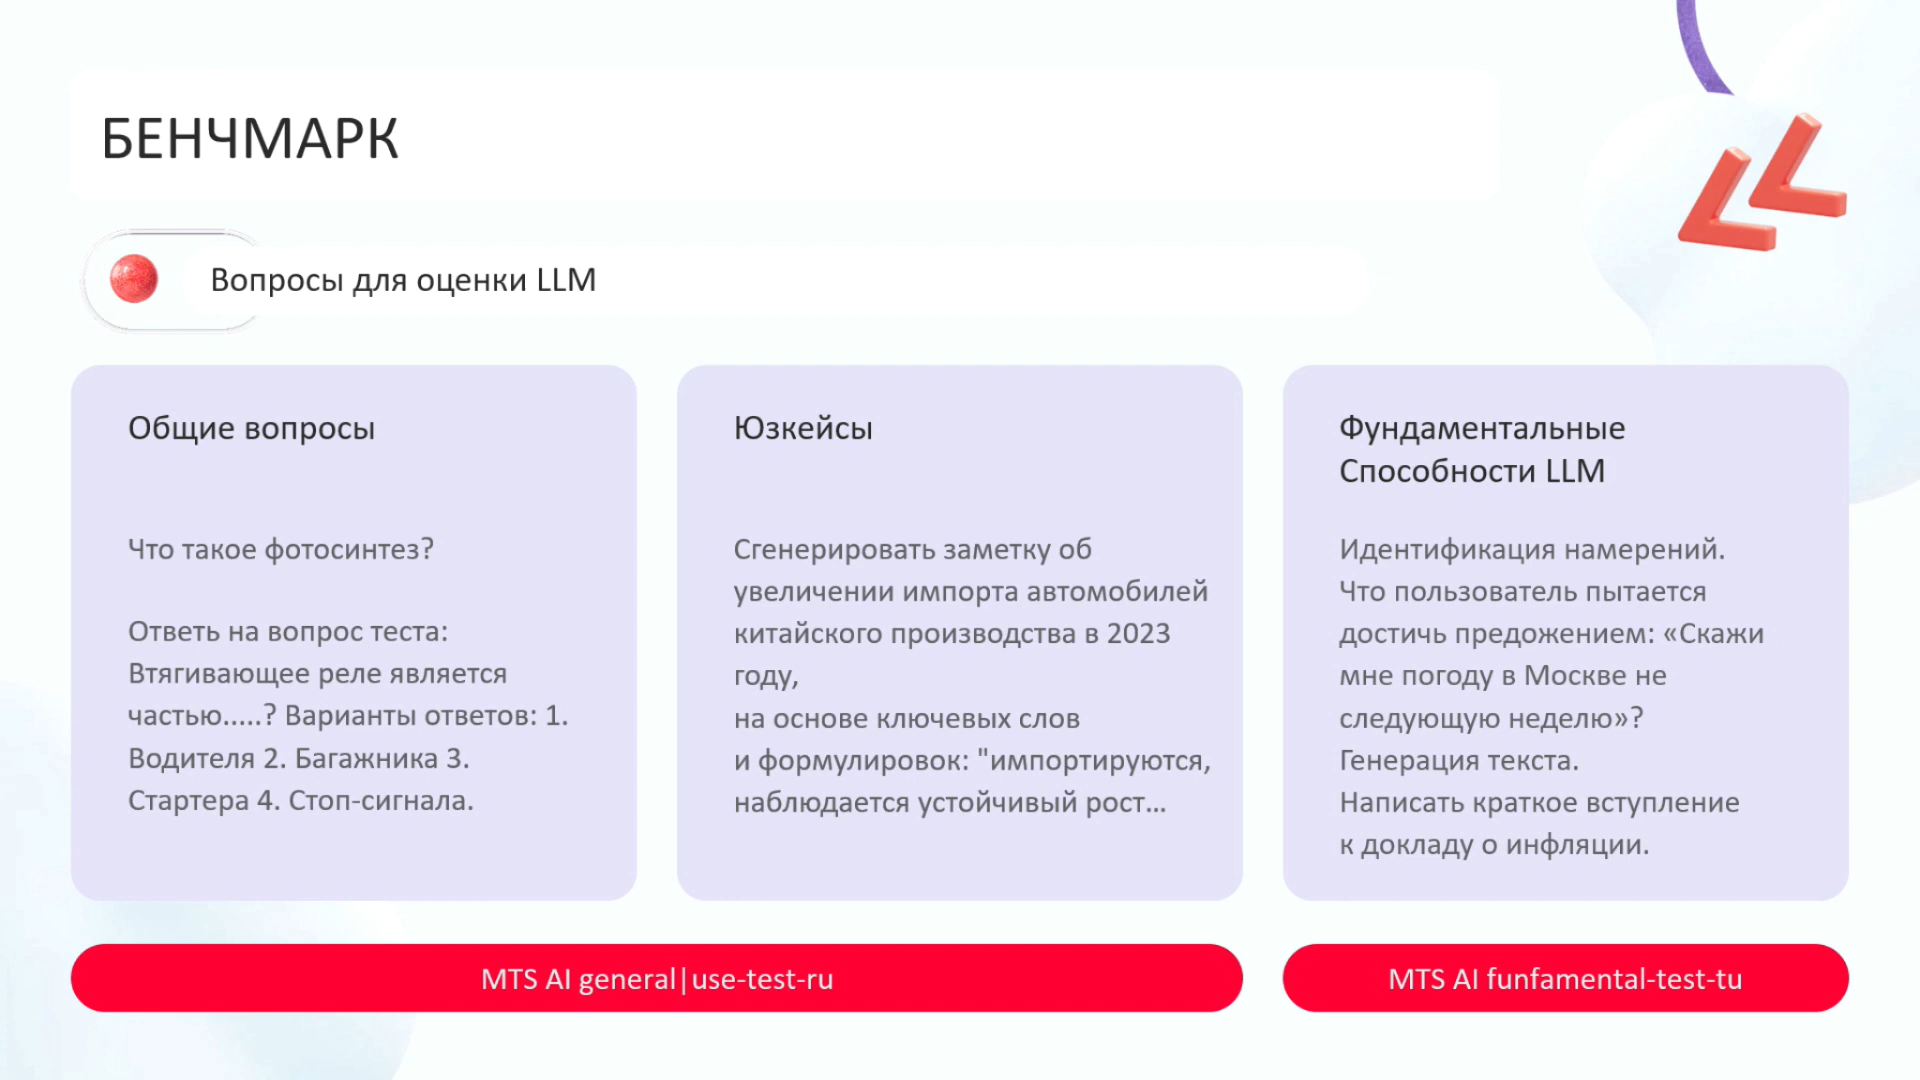 БЕНЧМАРК
Вопросы для оценки LLM
Общие вопросы
Что такое фотосинтез?
Ответь на вопрос теста:
Втягивающее реле является
частью.....? Варианты ответов: 1.
Водителя 2. Багажника 3.
Стартера 4. Стоп-сигнала.
Юзкейсы
Сгенерировать заметку об
увеличении импорта автомобилей
китайского производства в 2023
году,
на основе ключевых слов
и формулировок: "импортируются,
наблюдается устойчивый рост...
Фундаментальные
Способности LLM
Идентификация намерений.
Что пользователь пытается
достичь предожением: «Скажи
мне погоду в Москве не
следующую неделю»?
Генерация текста.
Написать краткое вступление
к докладу о инфляции.
MTS AI general|use-test-ru
MTS AI funfamental-test-tu